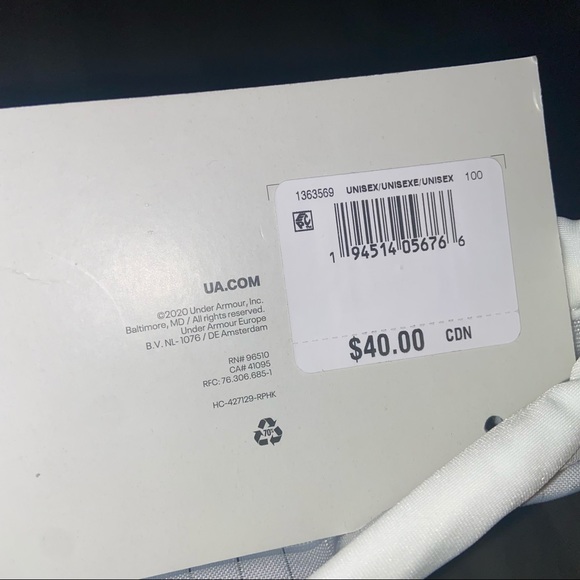 1363569 UNISEX/UNISEXE/UNISEX 100
1 94514 05676 6
$40.00 CDN
UA.COM
©2020 Under Armour, Inc.
Baltimore, MD / All rights reserved.
Under Armour Europe
B.V. NL- 1076 / DE Amsterdam
RN# 96510
CA# 41095
RFC: 76.306.685-1
HC-427129-RPHK
70%